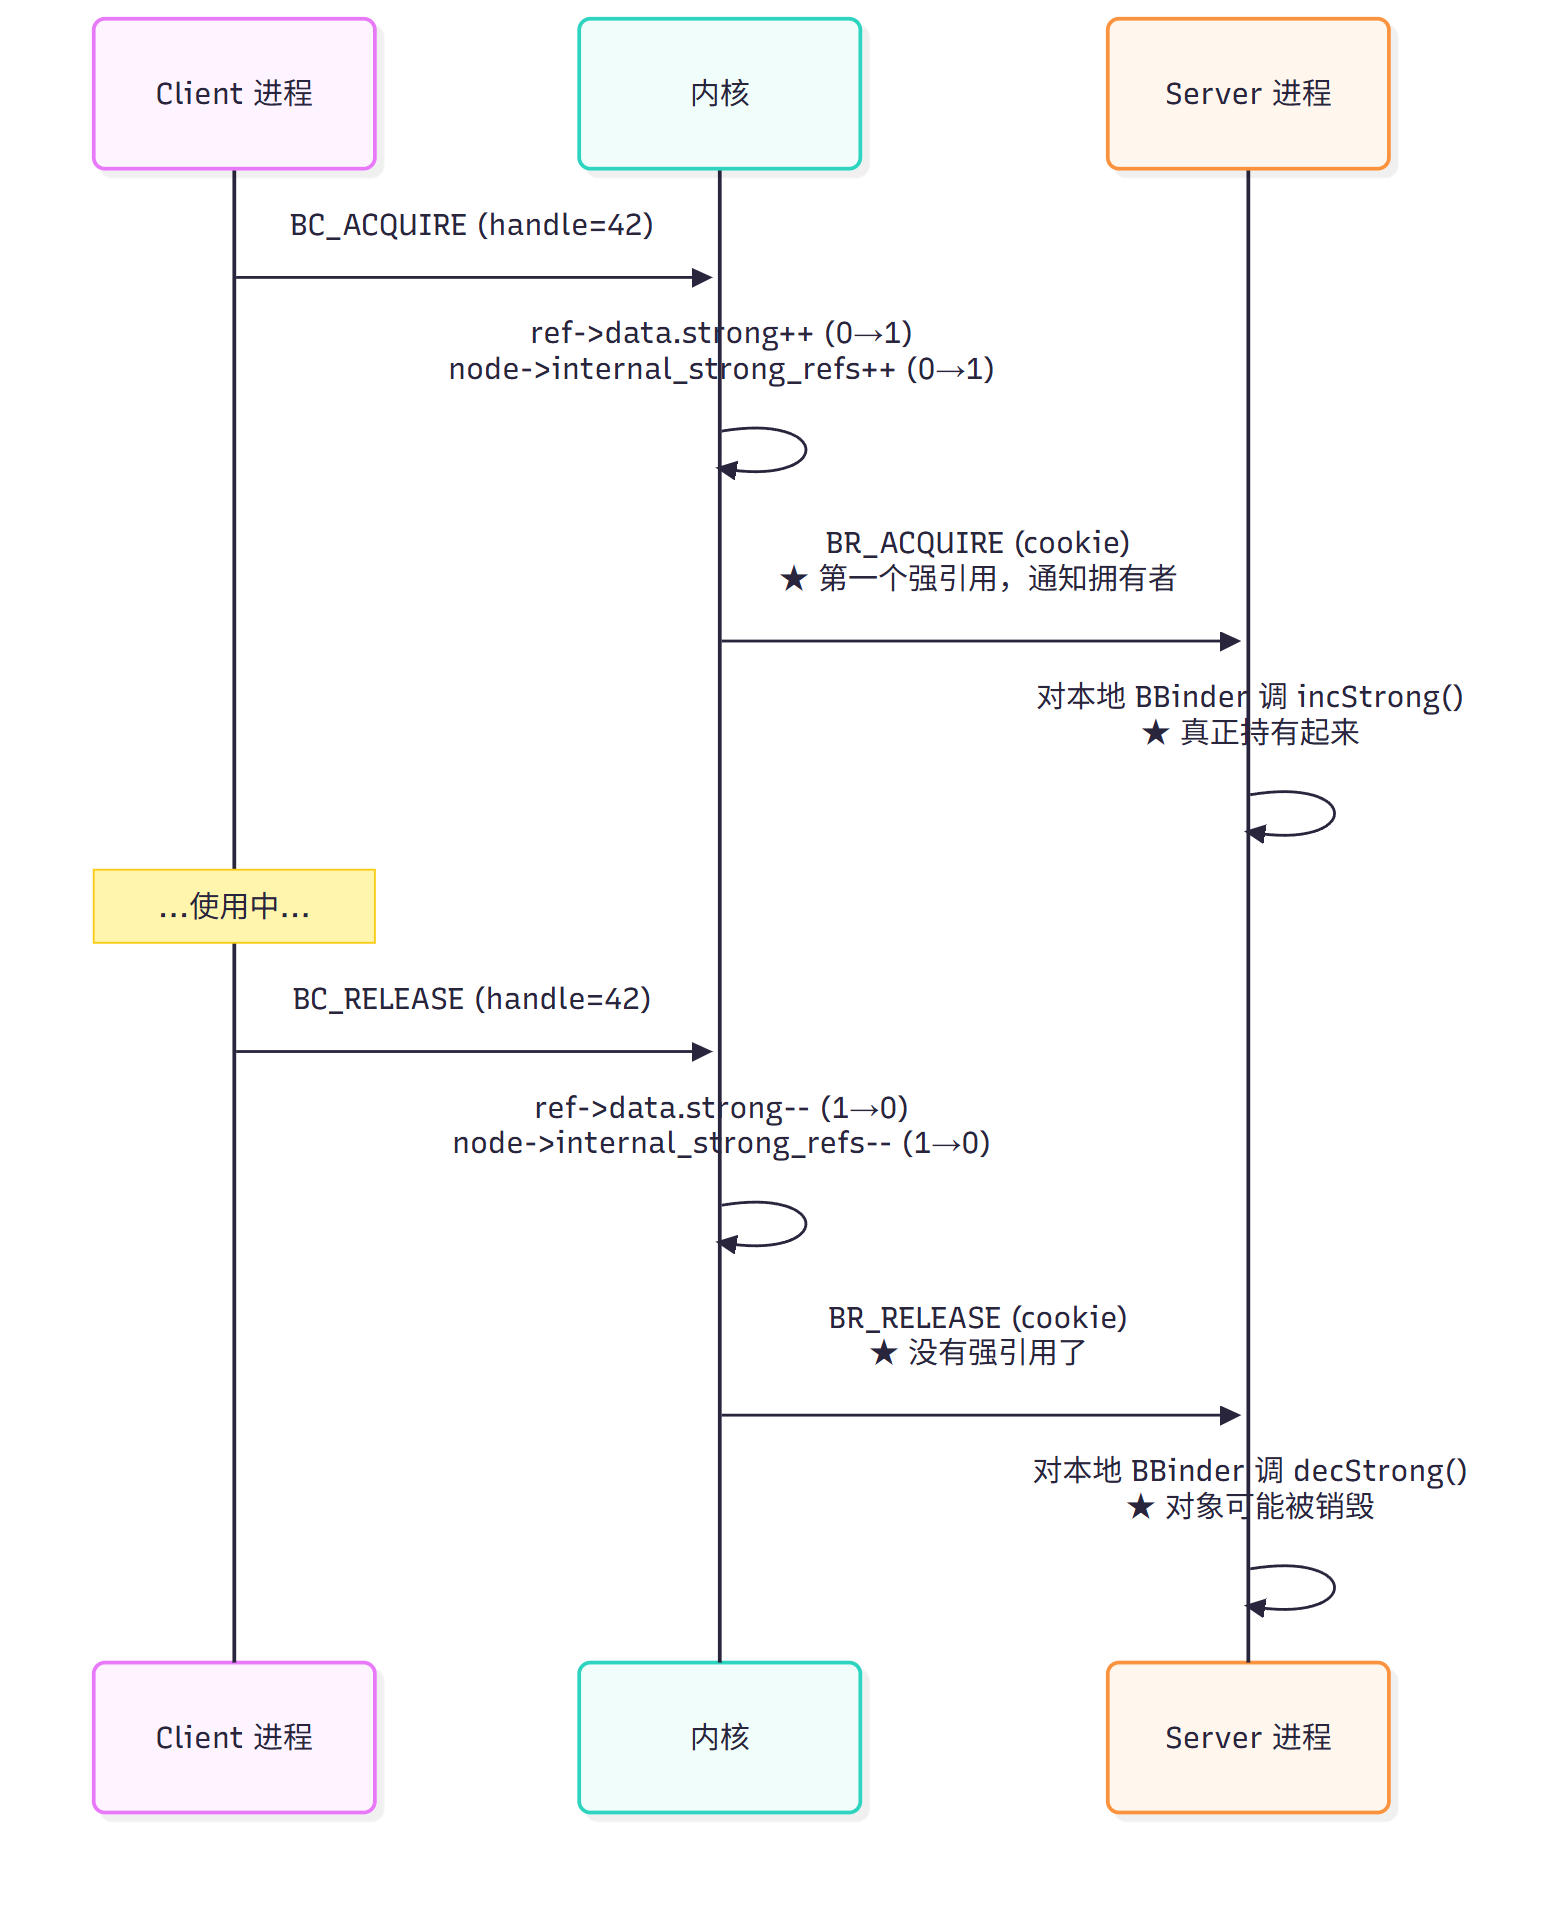 Client 进程
内核
Server 进程
BC_ACQUIRE (handle=42)
ref->data.strong++ (0→1)
node->internal_strong_refs++ (0→1)
BR_ACQUIRE (cookie)
★ 第一个强引用，通知拥有者
对本地 BBinder 调 incStrong()
★ 真正持有起来
...使用中...
BC_RELEASE (handle=42)
ref->data.strong-- (1→0)
node->internal_strong_refs-- (1→0)
BR_RELEASE (cookie)
★ 没有强引用了
对本地 BBinder 调 decStrong()
★ 对象可能被销毁
Client 进程
内核
Server 进程